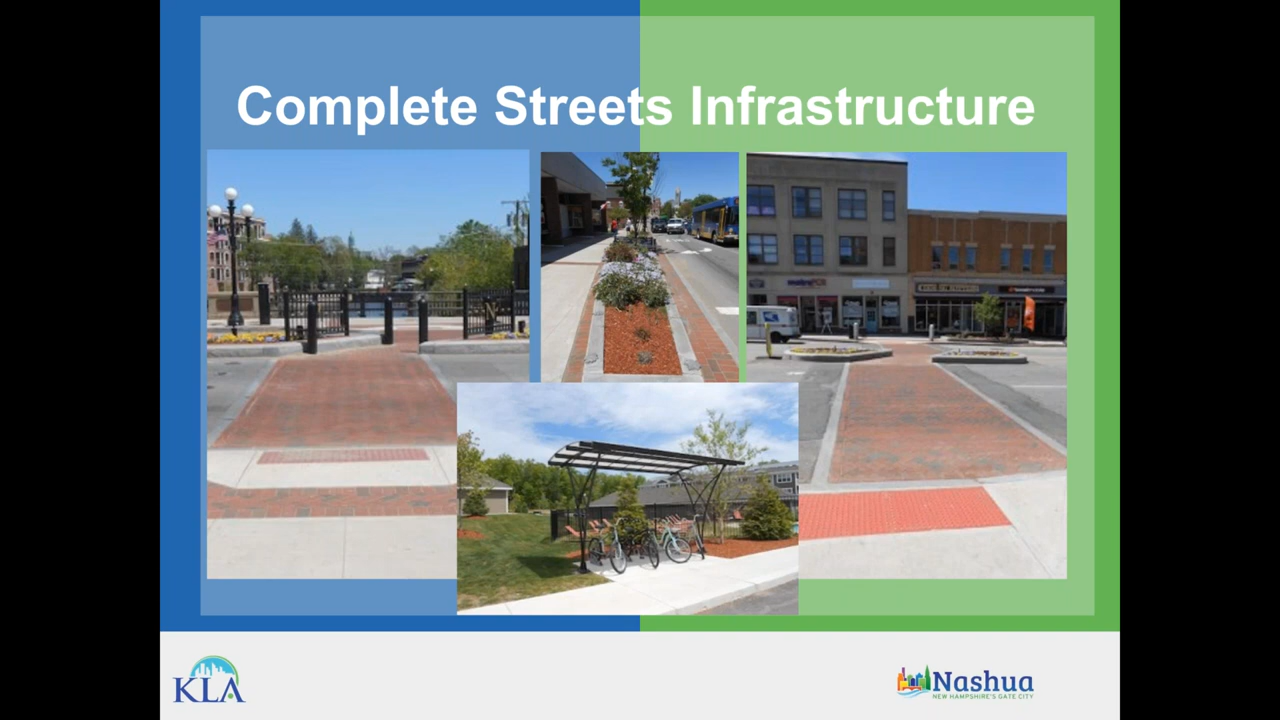 Complete Streets Infrastructure
N
KLA
Nashua
NEW HAMPSHIRE'S GATE CITY